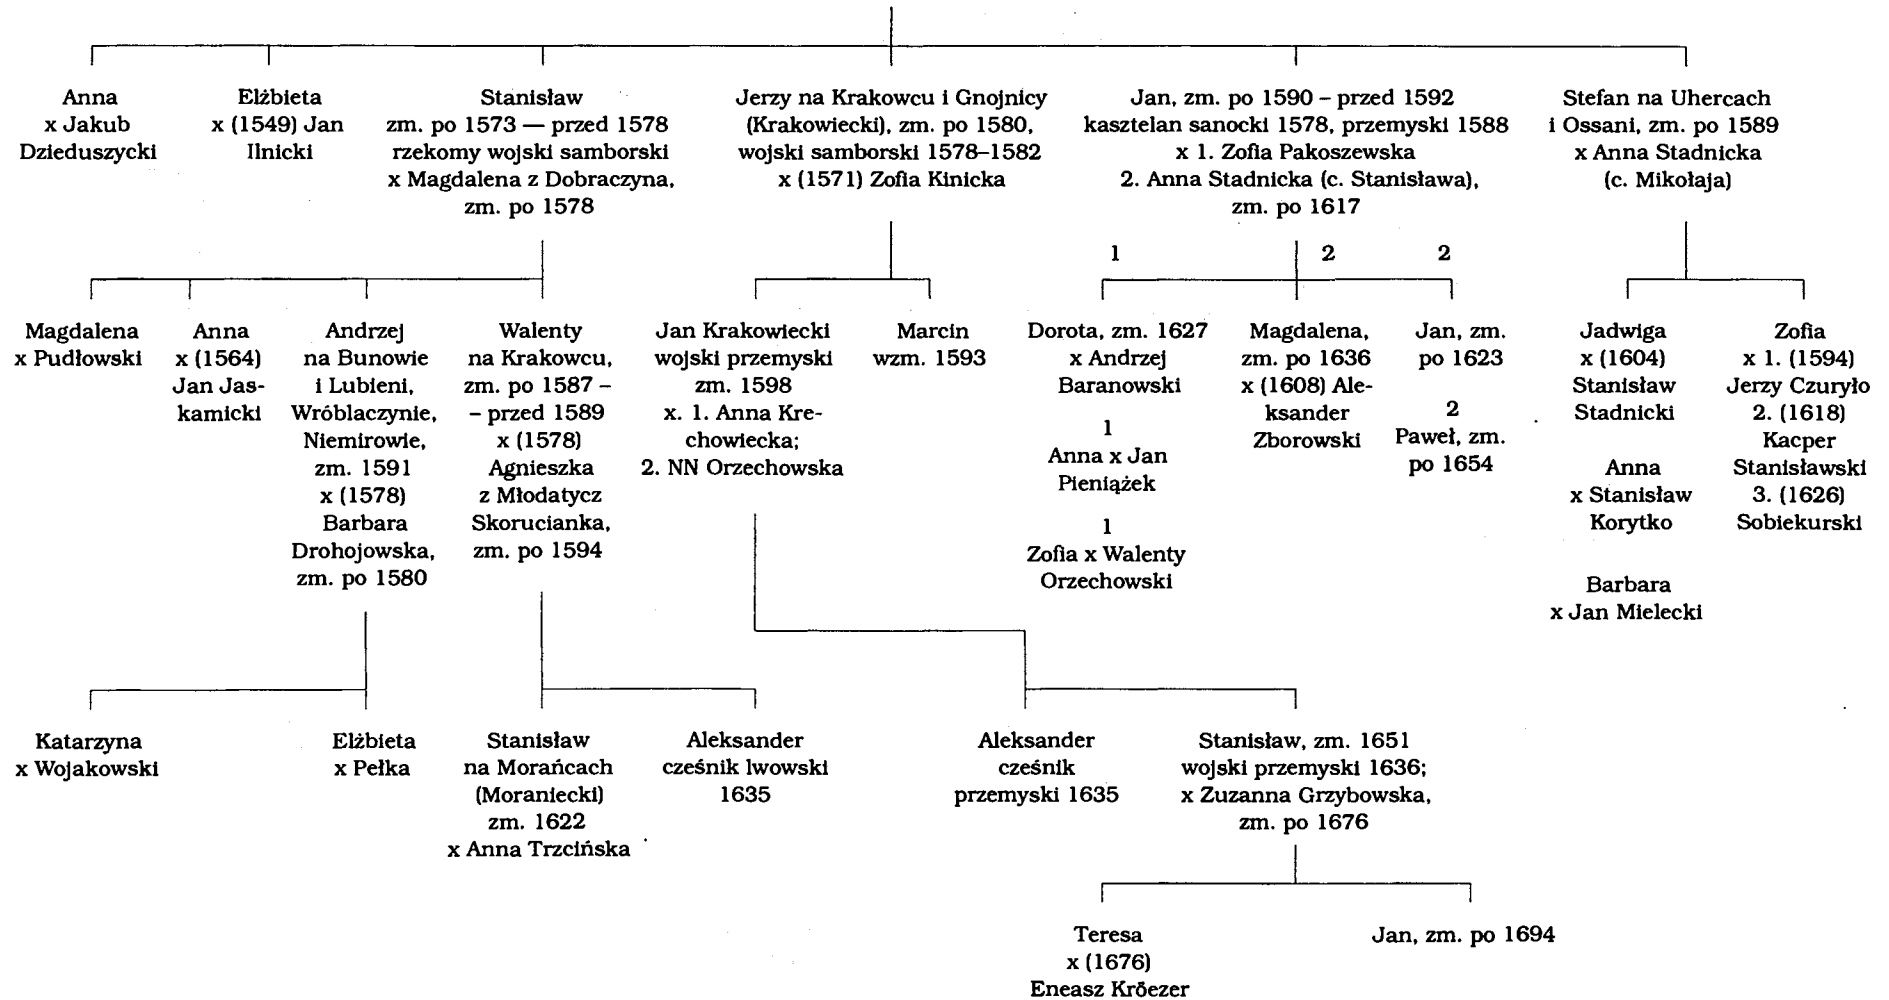 Anna
x Jakub
Dzieduszycki
Elżbieta
x (1549) Jan
Ilnicki
Stanisław
zm. po 1573 — przed 1578
rzekomy wojski samborski
x Magdalena z Dobraczyna,
zm. po 1578
Jerzy na Krakowcu i Gnojnicy
(Krakowiecki), zm. po 1580,
wojski samborski 1578–1582
x (1571) Zofia Kinicka
Jan, zm. po 1590 – przed 1592
kasztelan sanocki 1578, przemyski 1588
x 1. Zofia Pakoszewska
2. Anna Stadnicka (c. Stanisława),
zm. po 1617
Stefan na Uhercach
i Ossani, zm. po 1589
x Anna Stadnicka
(c. Mikołaja)
1
2
2
Magdalena
x Pudłowski
Anna
x (1564)
Jan Jas-
kamicki
Andrzej
na Bunowie
i Lubieni,
Wróblaczynie,
Niemirowie,
zm. 1591
x (1578)
Barbara
Drohojowska,
zm. po 1580
Walenty
na Krakowcu,
zm. po 1587 –
– przed 1589
x (1578)
Agnieszka
z Młodatycz
Skorucianka,
zm. po 1594
Jan Krakowiecki
wojski przemyski
zm. 1598
x. 1. Anna Kre-
chowiecka;
2. NN Orzechowska
Marcin
wzm. 1593
Dorota, zm. 1627
x Andrzej
Baranowski
1
Anna x Jan
Pieniążek
1
Zofia x Walenty
Orzechowski
Magdalena,
zm. po 1636
x (1608) Ale-
ksander
Zborowski
Jan, zm.
po 1623
2
Paweł, zm.
po 1654
Jadwiga
x (1604)
Stanisław
Stadnicki
Anna
x Stanisław
Korytko
Barbara
x Jan Mielecki
Zofia
x 1. (1594)
Jerzy Czuryło
2. (1618)
Kacper
Stanisławski
3. (1626)
Sobiekurski
Katarzyna
x Wojakowski
Elżbieta
x Pełka
Stanisław
na Morańcach
(Moraniecki)
zm. 1622
x Anna Trzcińska
Aleksander
cześnik lwowski
1635
Aleksander
cześnik
przemyski 1635
Stanisław, zm. 1651
wojski przemyski 1636;
x Zuzanna Grzybowska,
zm. po 1676
Teresa
x (1676)
Eneasz Krõezer
Jan, zm. po 1694